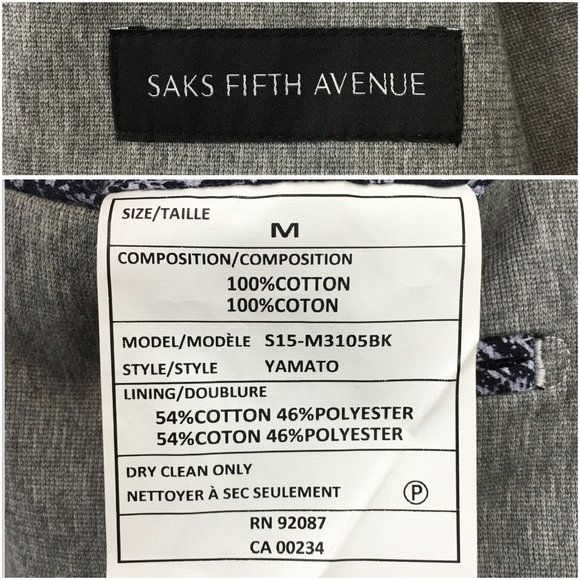 SAKS FIFTH AVENUE
SIZE/TAILLE
M
COMPOSITION/COMPOSITION
100%COTTON
100%COTON
MODEL/MODÈLE S15-M3105BK
STYLE/STYLE YAMATO
LINING/DOUBLURE
54%COTTON 46%POLYESTER
54%COTON 46%POLYESTER
DRY CLEAN ONLY
NETTOYER À SEC SEULEMENT P
RN 92087
CA 00234